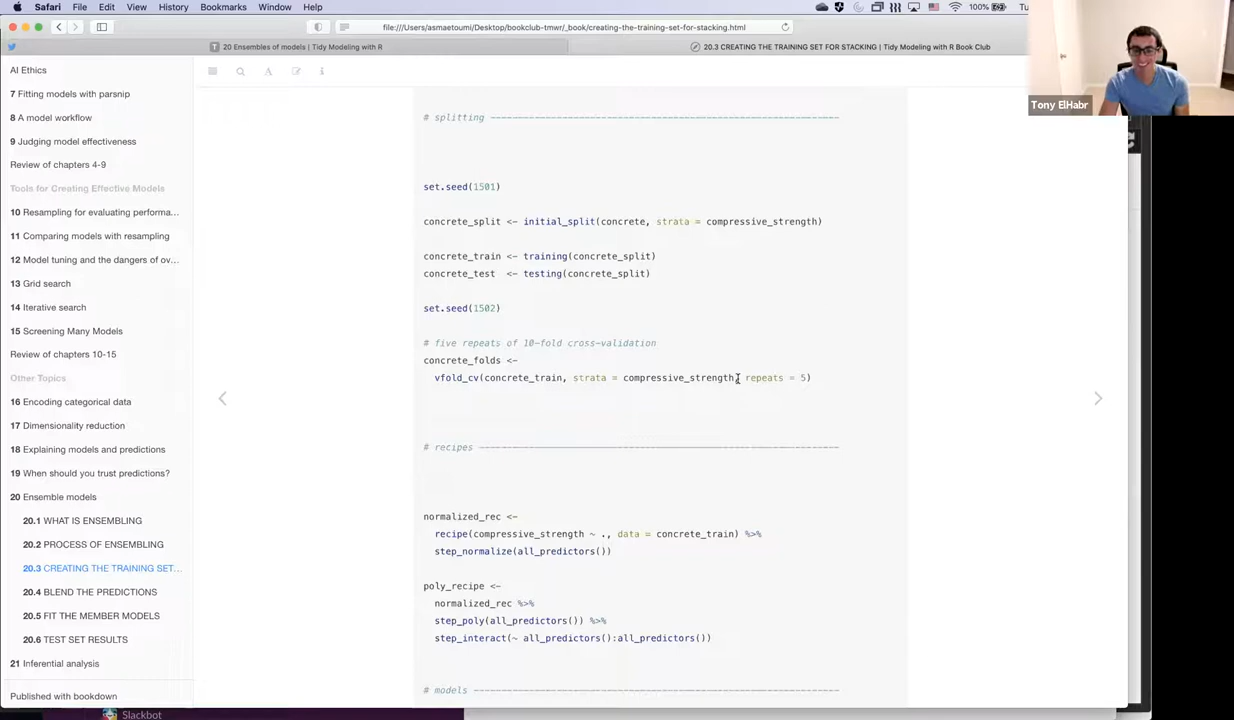 Safari File Edit View History Bookmarks Window Help
100%
Tu
file:///Users/asmaetoumi/Desktop/bookclub-tmwr/_book/creating-the-training-set-for-stacking.html
T 20 Ensembles of models | Tidy Modeling with R
20.3 CREATING THE TRAINING SET FOR STACKING | Tidy Modeling with R Book Club
AI Ethics
7 Fitting models with parsnip
8 A model workflow
9 Judging model effectiveness
Review of chapters 4-9
Tools for Creating Effective Models
10 Resampling for evaluating performa...
11 Comparing models with resampling
12 Model tuning and the dangers of ov...
13 Grid search
14 Iterative search
15 Screening Many Models
Review of chapters 10-15
Other Topics
16 Encoding categorical data
17 Dimensionality reduction
18 Explaining models and predictions
19 When should you trust predictions?
20 Ensemble models
20.1 WHAT IS ENSEMBLING
20.2 PROCESS OF ENSEMBLING
20.3 CREATING THE TRAINING SET...
20.4 BLEND THE PREDICTIONS
20.5 FIT THE MEMBER MODELS
20.6 TEST SET RESULTS
21 Inferential analysis
Published with bookdown
A
i
# splitting ----------------------------------------------------------------
set.seed(1501)
concrete_split <- initial_split(concrete, strata = compressive_strength)
concrete_train <- training(concrete_split)
concrete_test <- testing(concrete_split)
set.seed(1502)
# five repeats of 10-fold cross-validation
concrete_folds <-
vfold_cv(concrete_train, strata = compressive_strength, repeats = 5)
# recipes ------------------------------------------------------------------
normalized_rec <-
recipe(compressive_strength ~ ., data = concrete_train) %>%
step_normalize(all_predictors())
poly_recipe <-
normalized_rec %>%
step_poly(all_predictors()) %>%
step_interact(~ all_predictors():all_predictors())
# models -------------------------------------------------------------------
Tony ElHabr
Slackbot